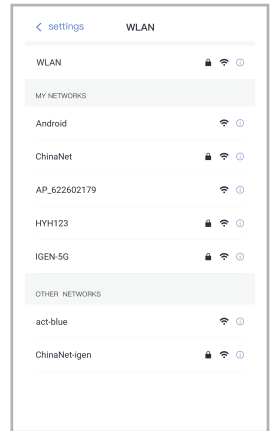 settings WLAN
WLAN
MY NETWORKS
Android
ChinaNet
AP_622602179
HYH123
IGEN-5G
OTHER NETWORKS
act-blue
ChinaNet-igen